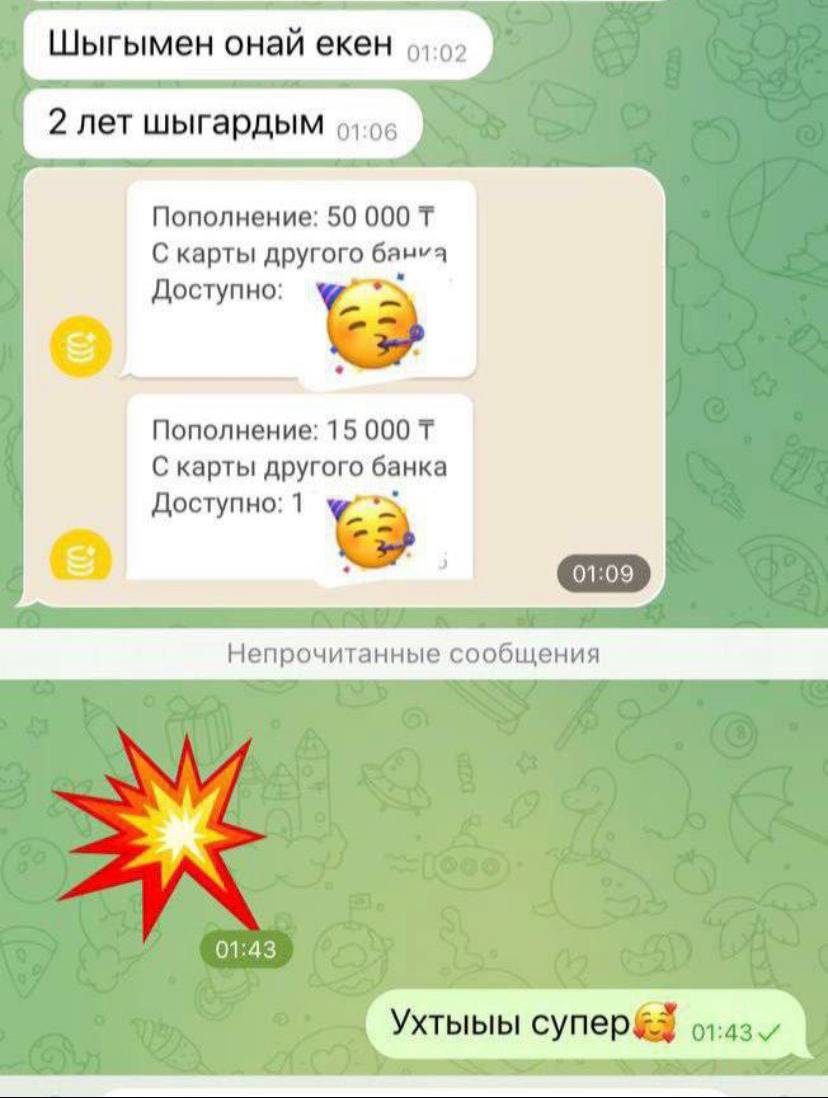 Шыгымен онай екен 01:02
2 лет шыгардым 01:06
Пополнение: 50 000 ₸
С карты другого банка
Доступно:
Пополнение: 15 000 ₸
С карты другого банка
Доступно: 1
01:09
Непрочитанные сообщения
01:43
Ухтыыы супер🥰 01:43